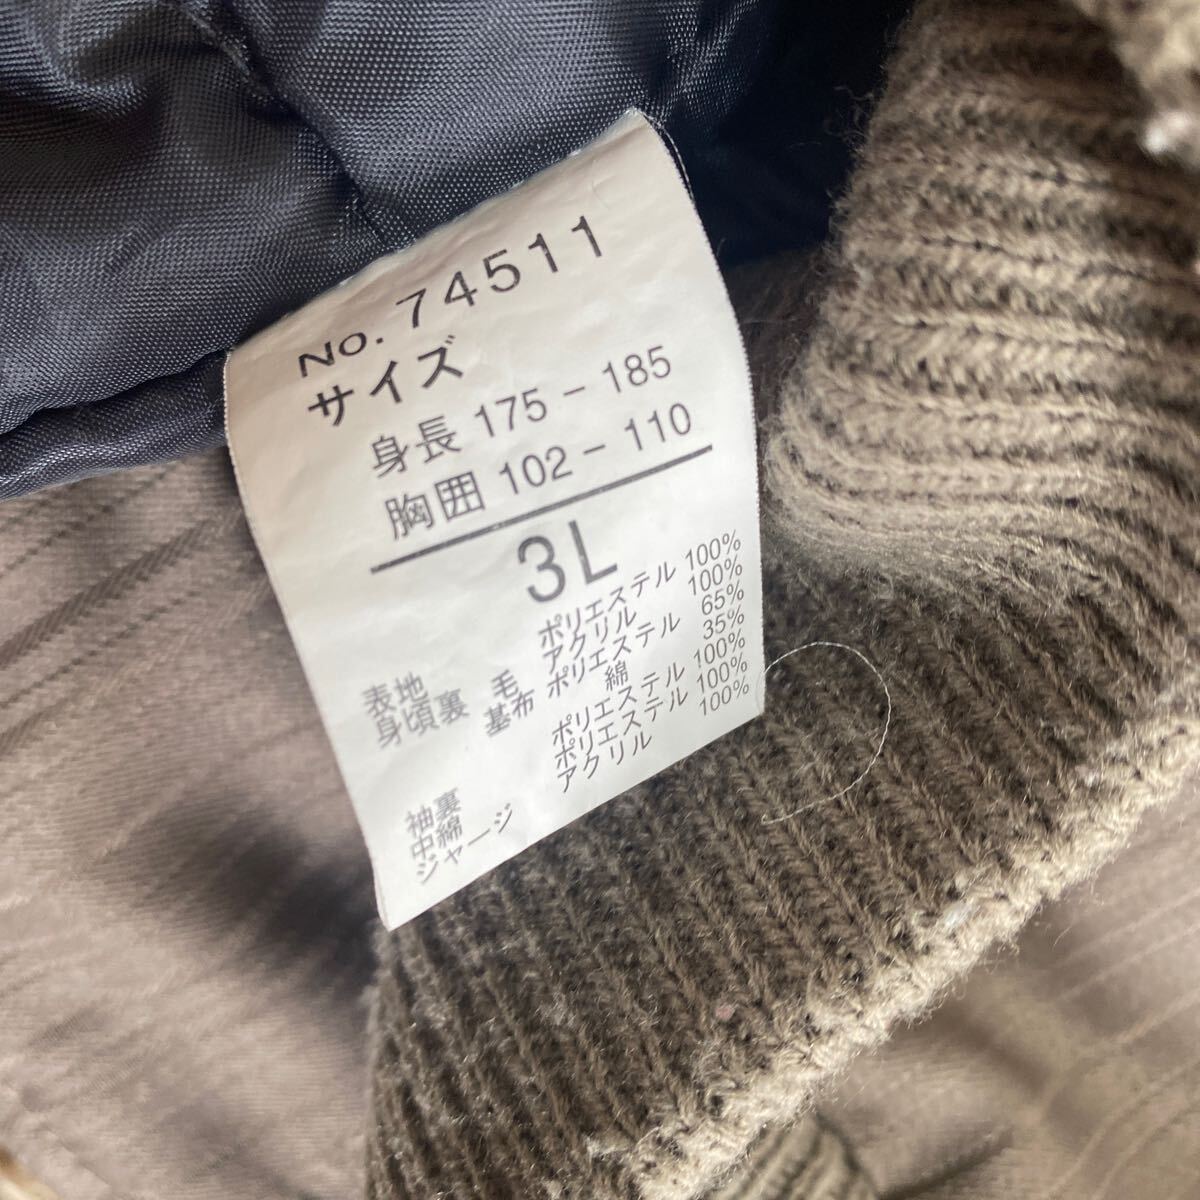 No. 74511
サイズ
身長 175 - 185
胸囲 102 - 110
3L
表地 ポリエステル 100%
身頃裏 毛 アクリル 100%
基布 ポリエステル 65%
綿 35%
袖裏 ポリエステル 100%
中綿 ポリエステル 100%
ジャージ アクリル 100%